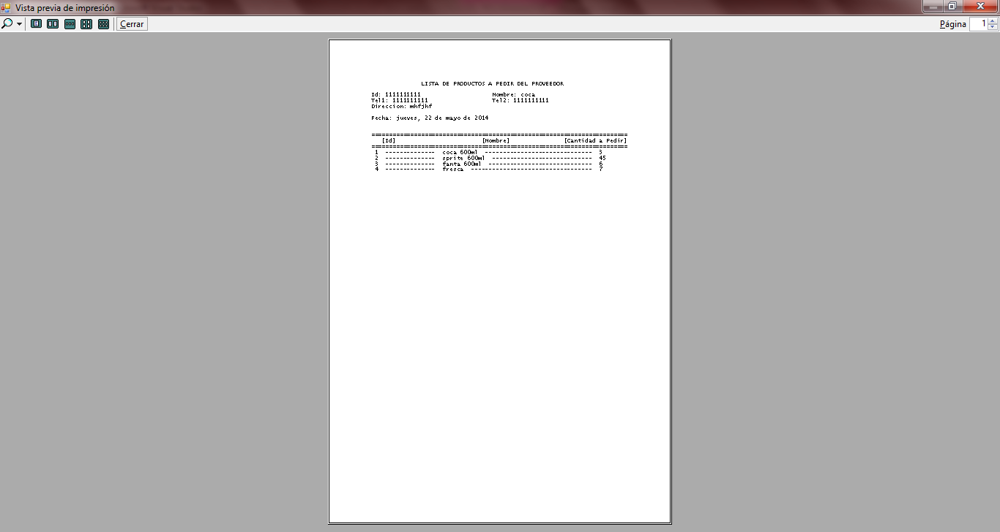 Vista previa de impresión
Cerrar
Página 1
LISTA DE PRODUCTOS A PEDIR DEL PROVEEDOR
Id: 1111111111 Nombre: coca
Tel1: 1111111111 Tel2: 1111111111
Direccion: mhfjhf
Fecha: jueves, 22 de mayo de 2014
========================================================================
[Id] [Nombre] [Cantidad a Pedir]
========================================================================
1 -------------- coca 600ml ------------------------------ 3
2 -------------- sprite 600ml ---------------------------- 45
3 -------------- fanta 600ml ----------------------------- 6
4 -------------- fresca ---------------------------------- 7